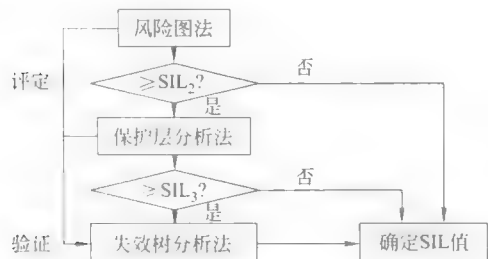 风险图法
评定
≥SIL₂?
否
是
保护层分析法
≥SIL₃?
否
是
验证
失效树分析法
确定SIL值